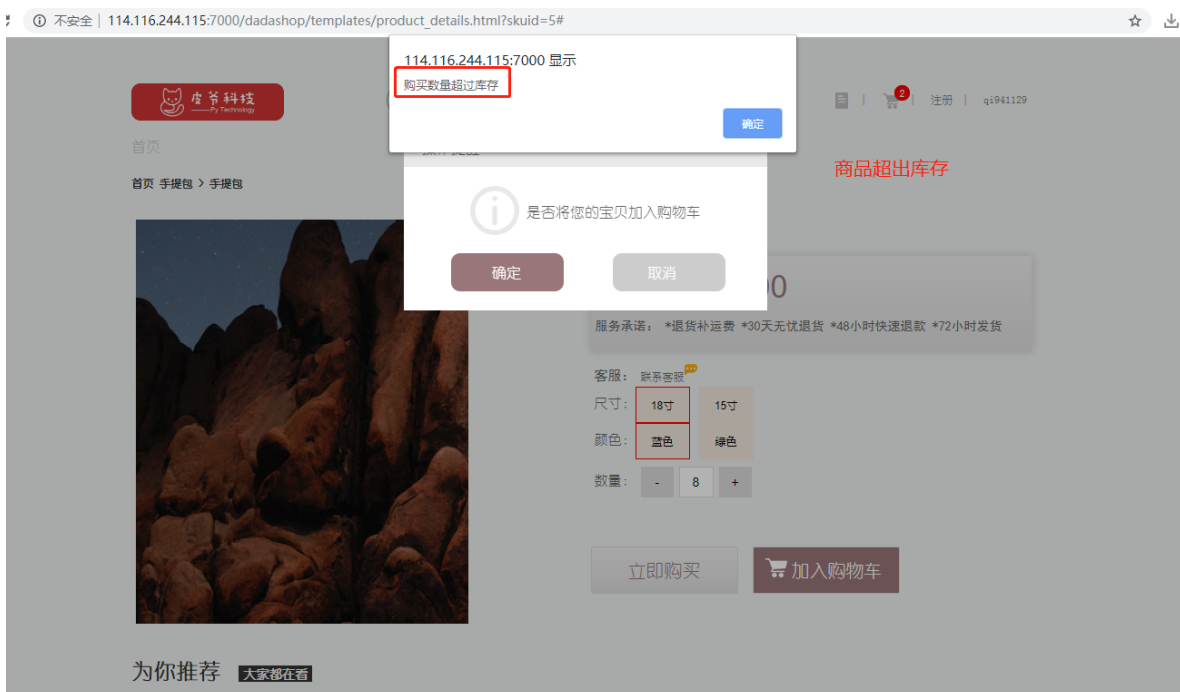 不安全 | 114.116.244.115:7000/dadashop/templates/product_details.html?skuid=5#
114.116.244.115:7000 显示
购买数量超过库存
确定
皮爷科技
Py Technology
2
注册
qi941129
首页
商品超出库存
首页 手提包 > 手提包
是否将您的宝贝加入购物车
确定
取消
服务承诺: *退货补运费 *30天无忧退货 *48小时快速退款 *72小时发货
客服: 联系客服
尺寸: 18寸 15寸
颜色: 蓝色 绿色
数量: - 8 +
立即购买
加入购物车
为你推荐 大家都在看